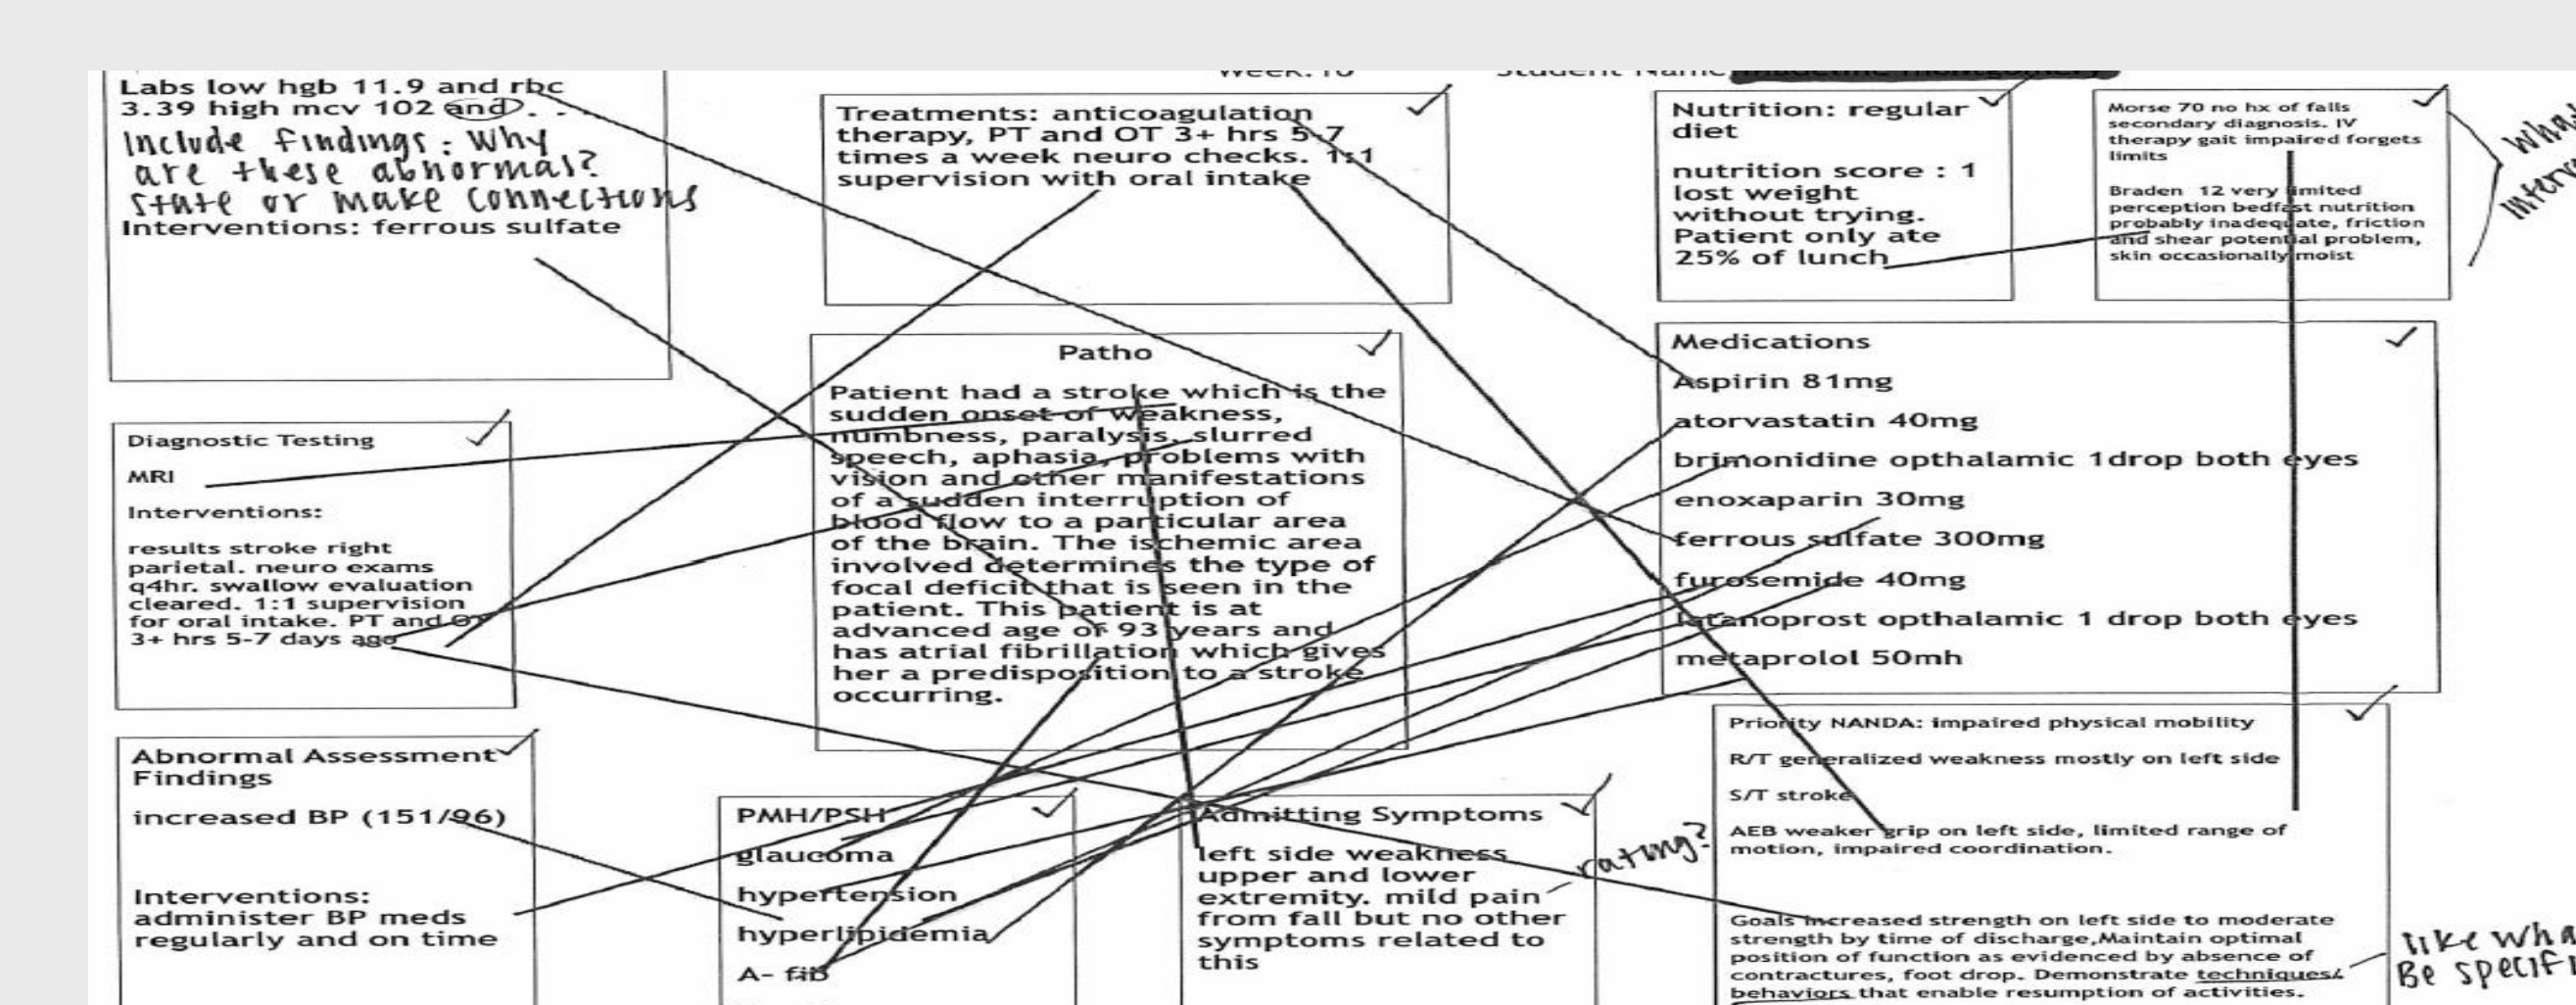 Labs low hgb 11.9 and rbc
3.39 high mcv 102 and. . .
Include findings: Why
are these abnormal?
State or make connections
Interventions: ferrous sulfate
Week: 10
Student Name
Treatments: anticoagulation
therapy, PT and OT 3+ hrs 5-7
times a week neuro checks. 1:1
supervision with oral intake
Nutrition: regular
diet
nutrition score : 1
lost weight
without trying.
Patient only ate
25% of lunch
Morse 70 no hx of falls
secondary diagnosis. IV
therapy gait impaired forgets
limits
Braden 12 very limited
perception bedfast nutrition
probably inadequate, friction
and shear potential problem,
skin occasionally moist
Diagnostic Testing
MRI
Interventions:
results stroke right
parietal. neuro exams
q4hr. swallow evaluation
cleared. 1:1 supervision
for oral intake. PT and OT
3+ hrs 5-7 days ago
Patho
Patient had a stroke which is the
sudden onset of weakness,
numbness, paralysis, slurred
speech, aphasia, problems with
vision and other manifestations
of a sudden interruption of
blood flow to a particular area
of the brain. The ischemic area
involved determines the type of
focal deficit that is seen in the
patient. This patient is at
advanced age of 93 years and
has atrial fibrillation which gives
her a predisposition to a stroke
occurring.
Medications
Aspirin 81mg
atorvastatin 40mg
brimonidine opthalamic 1drop both eyes
enoxaparin 30mg
ferrous sulfate 300mg
furosemide 40mg
latanoprost opthalamic 1 drop both eyes
metaprolol 50mh
Abnormal Assessment
Findings
increased BP (151/96)
Interventions:
administer BP meds
regularly and on time
PMH/PSH
glaucoma
hypertension
hyperlipidemia
A- fib
Admitting Symptoms
left side weakness
upper and lower
extremity. mild pain
from fall but no other
symptoms related to
this
rating?
Priority NANDA: impaired physical mobility
R/T generalized weakness mostly on left side
S/T stroke
AEB weaker grip on left side, limited range of
motion, impaired coordination.
Goals increased strength on left side to moderate
strength by time of discharge,Maintain optimal
position of function as evidenced by absence of
contractures, foot drop. Demonstrate techniques/
behaviors that enable resumption of activities.
like
Be